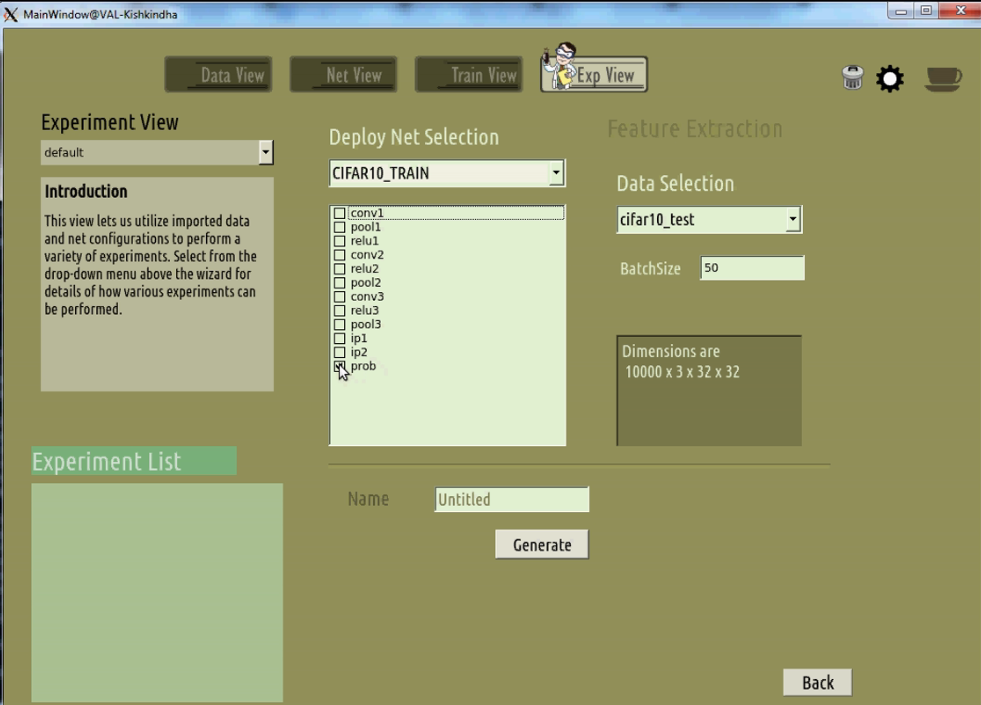 MainWindow@VAL-Kishkindha
Data View
Net View
Train View
Exp View
Experiment View
default
Introduction
This view lets us utilize imported data
and net configurations to perform a
variety of experiments. Select from the
drop-down menu above the wizard for
details of how various experiments can
be performed.
Experiment List
Deploy Net Selection
CIFAR10_TRAIN
conv1
pool1
relu1
conv2
relu2
pool2
conv3
relu3
pool3
ip1
ip2
prob
Feature Extraction
Data Selection
cifar10_test
BatchSize
50
Dimensions are
10000 x 3 x 32 x 32
Name
Untitled
Generate
Back